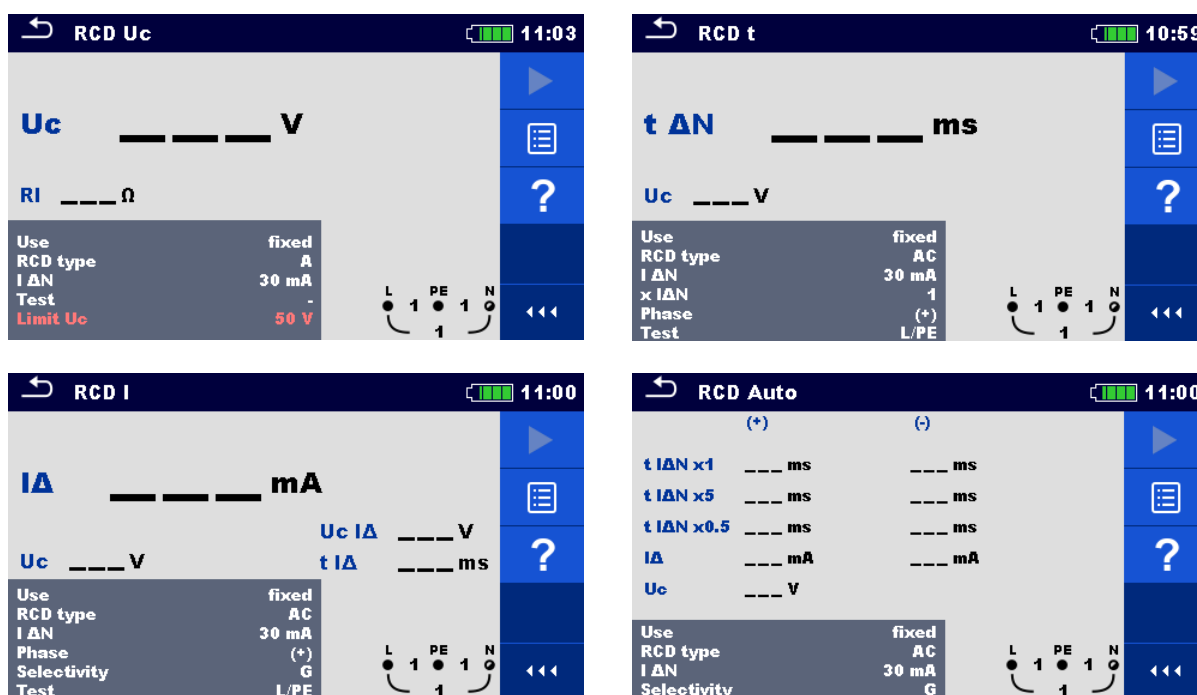 RCD Uc 11:03
Uc ___ V
RI ___ Ω
?
Use fixed
RCD type A
I ΔN 30 mA
Test -
Limit Uc 50 V
L PE N
1 1
1
RCD t 10:59
t ΔN ___ ms
Uc ___ V
?
Use fixed
RCD type AC
I ΔN 30 mA
x IΔN 1
Phase (+)
Test L/PE
L PE N
1 1
1
RCD I 11:00
IΔ ___ mA
Uc IΔ ___ V
Uc ___ V t IΔ ___ ms
?
Use fixed
RCD type AC
I ΔN 30 mA
Phase (+)
Selectivity G
Test L/PE
L PE N
1 1
1
RCD Auto 11:00
(+) (-)
t IΔN x1 ___ ms ___ ms
t IΔN x5 ___ ms ___ ms
t IΔN x0.5 ___ ms ___ ms
IΔ ___ mA ___ mA
Uc ___ V
?
Use fixed
RCD type AC
I ΔN 30 mA
Selectivity G
L PE N
1 1
1